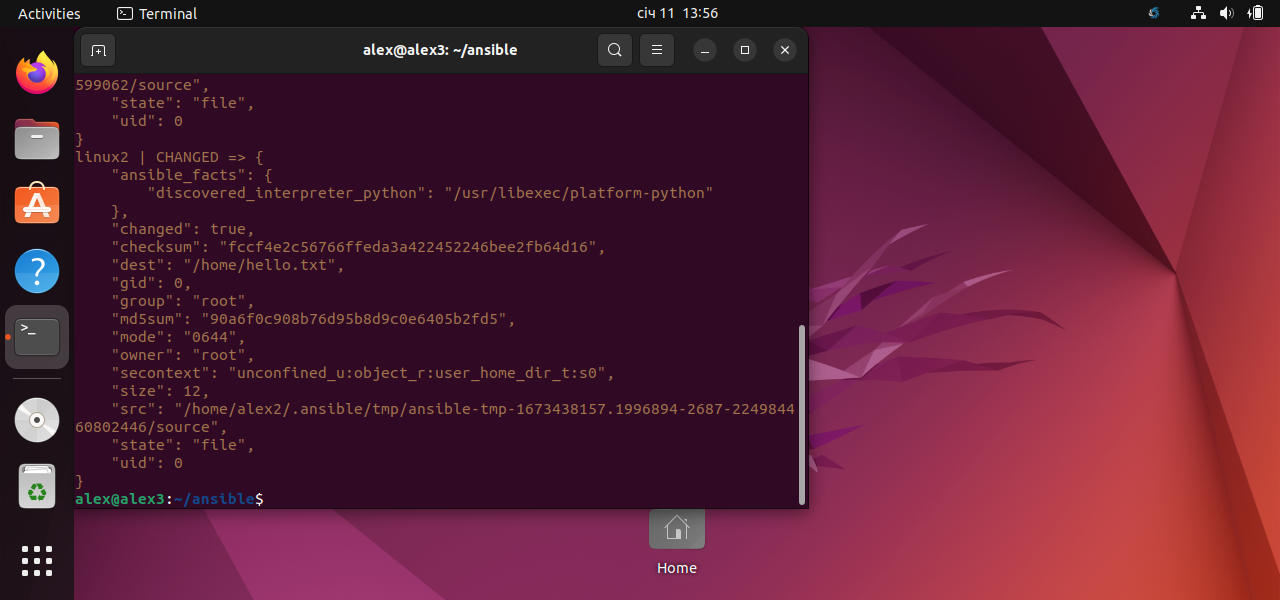 Activities
Terminal
січ 11 13:56
alex@alex3: ~/ansible
599062/source",
    "state": "file",
    "uid": 0
}
linux2 | CHANGED => {
    "ansible_facts": {
        "discovered_interpreter_python": "/usr/libexec/platform-python"
    },
    "changed": true,
    "checksum": "fccf4e2c56766ffeda3a422452246bee2fb64d16",
    "dest": "/home/hello.txt",
    "gid": 0,
    "group": "root",
    "md5sum": "90a6f0c908b76d95b8d9c0e6405b2fd5",
    "mode": "0644",
    "owner": "root",
    "secontext": "unconfined_u:object_r:user_home_dir_t:s0",
    "size": 12,
    "src": "/home/alex2/.ansible/tmp/ansible-tmp-1673438157.1996894-2687-2249844
60802446/source",
    "state": "file",
    "uid": 0
}
alex@alex3:~/ansible$
Home